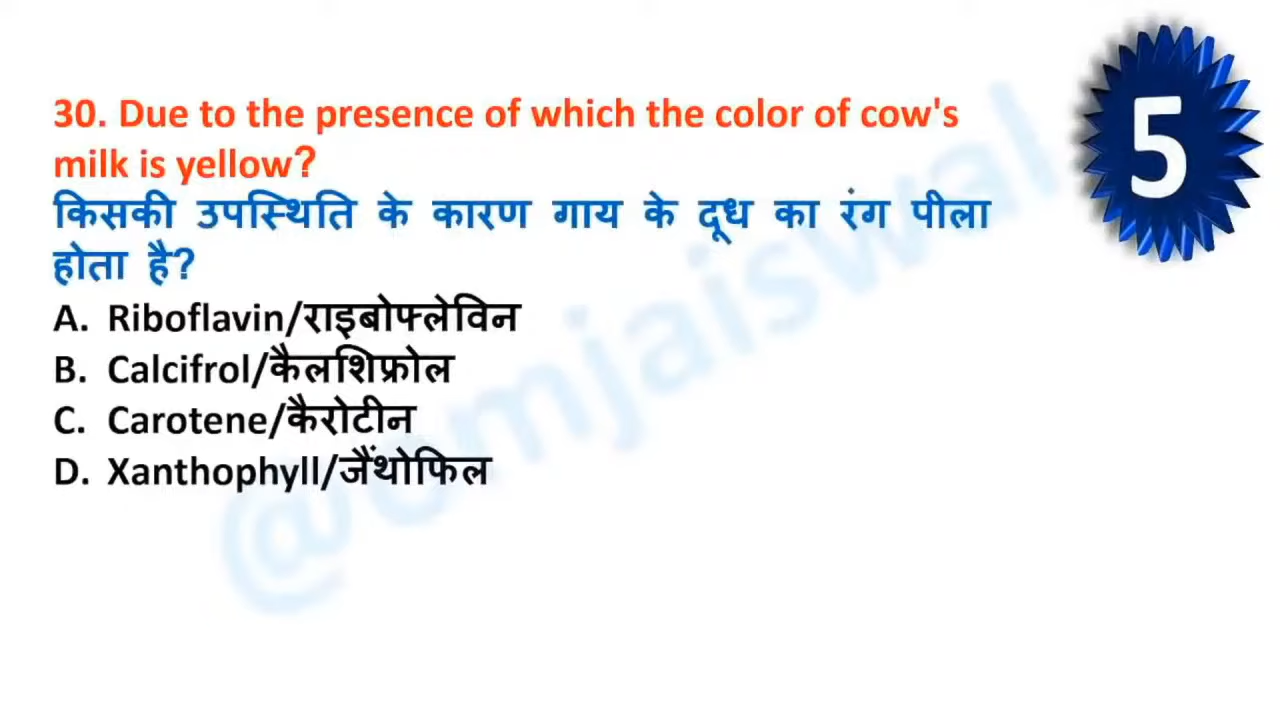 30. Due to the presence of which the color of cow's
milk is yellow?
किसकी उपस्थिति के कारण गाय के दूध का रंग पीला
होता है?
A. Riboflavin/राइबोफ्लेविन
B. Calcifrol/कैलशिफ्रोल
C. Carotene/कैरोटीन
D. Xanthophyll/जैंथोफिल
5
@omjaiswal